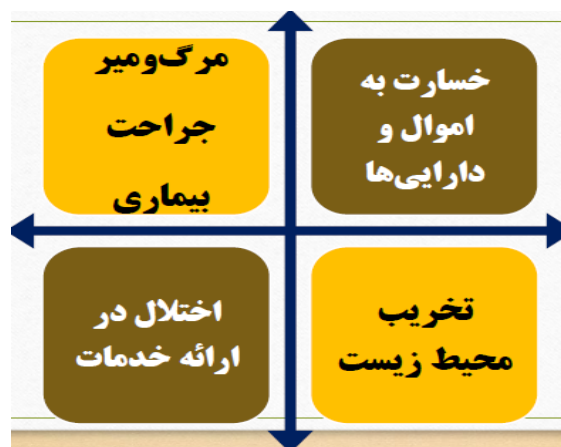 خسارت به
اموال و
دارایی‌ها
مرگ‌ومیر
جراحت
بیماری
تخریب
محیط زیست
اختلال در
ارائه خدمات